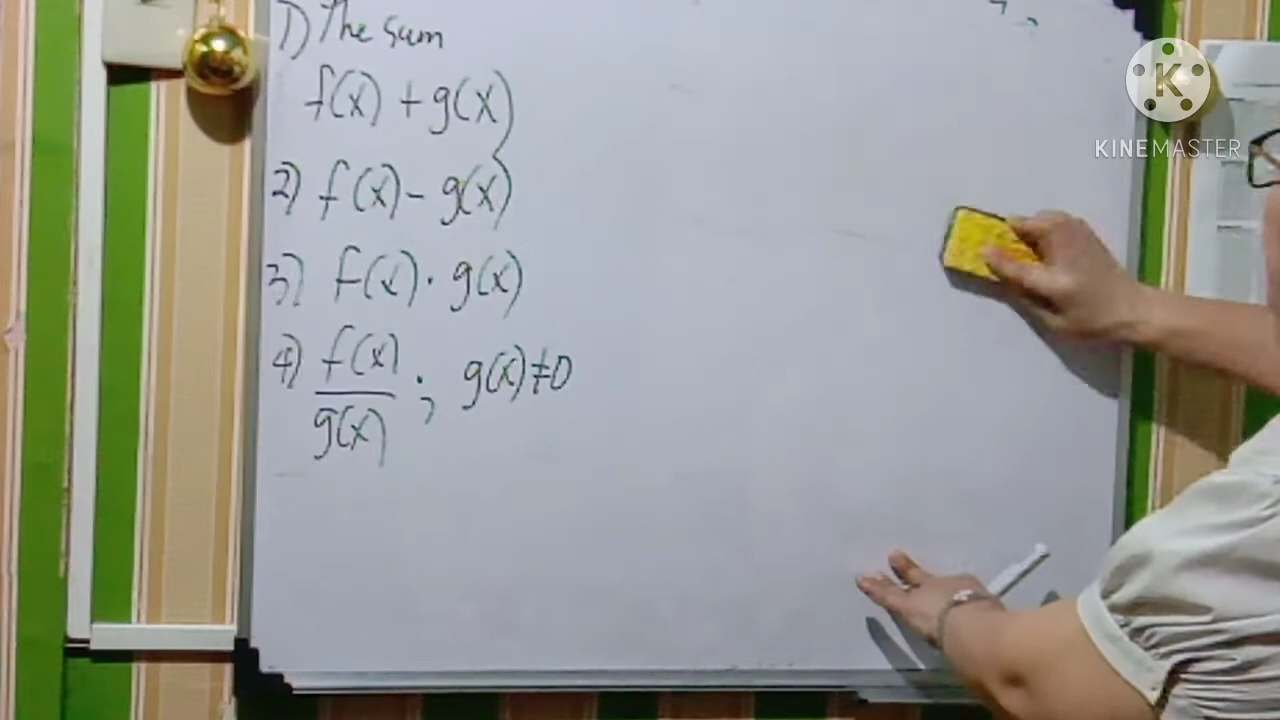 1) The sum
f(x) + g(x)
2) f(x) - g(x)
3) f(x) · g(x)
4) f(x)
g(x) ; g(x) ≠ 0
K
KINEMASTER